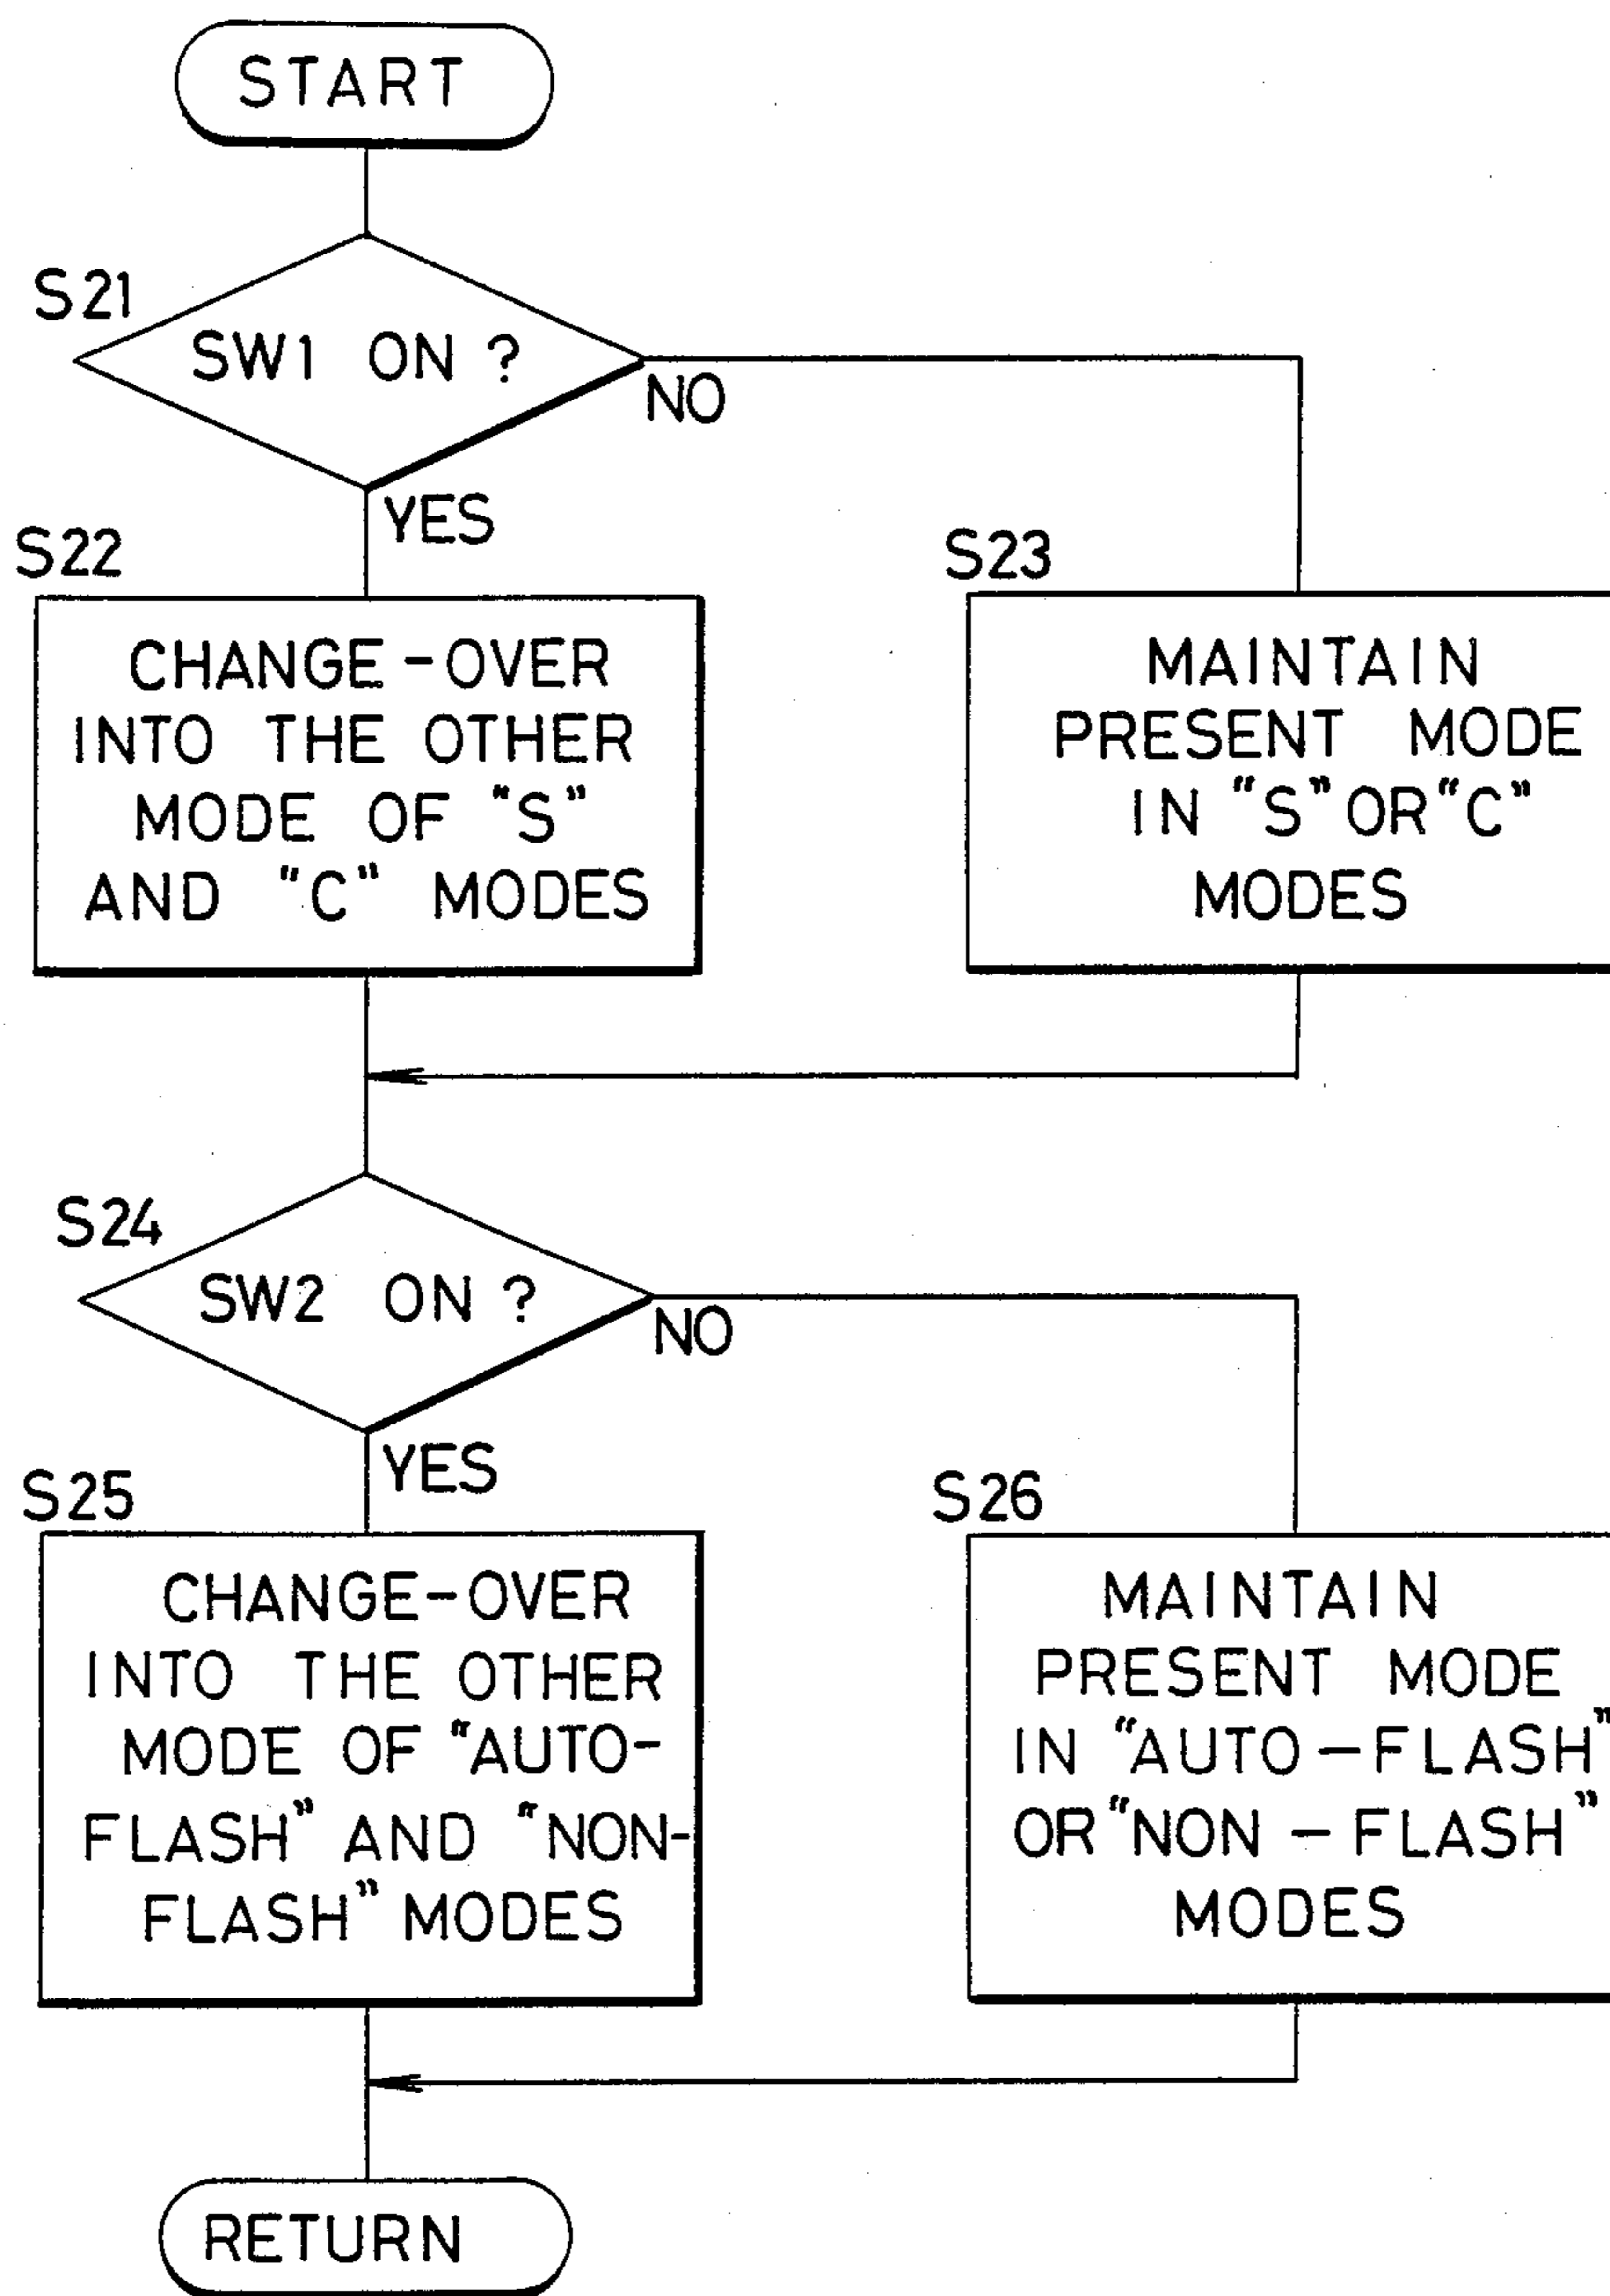 START
S21
SW1 ON ?
NO
YES
S22
CHANGE-OVER
INTO THE OTHER
MODE OF "S"
AND "C" MODES
S23
MAINTAIN
PRESENT MODE
IN "S" OR "C"
MODES
S24
SW2 ON ?
NO
YES
S25
CHANGE-OVER
INTO THE OTHER
MODE OF "AUTO-
FLASH" AND "NON-
FLASH" MODES
S26
MAINTAIN
PRESENT MODE
IN "AUTO-FLASH"
OR "NON-FLASH"
MODES
RETURN